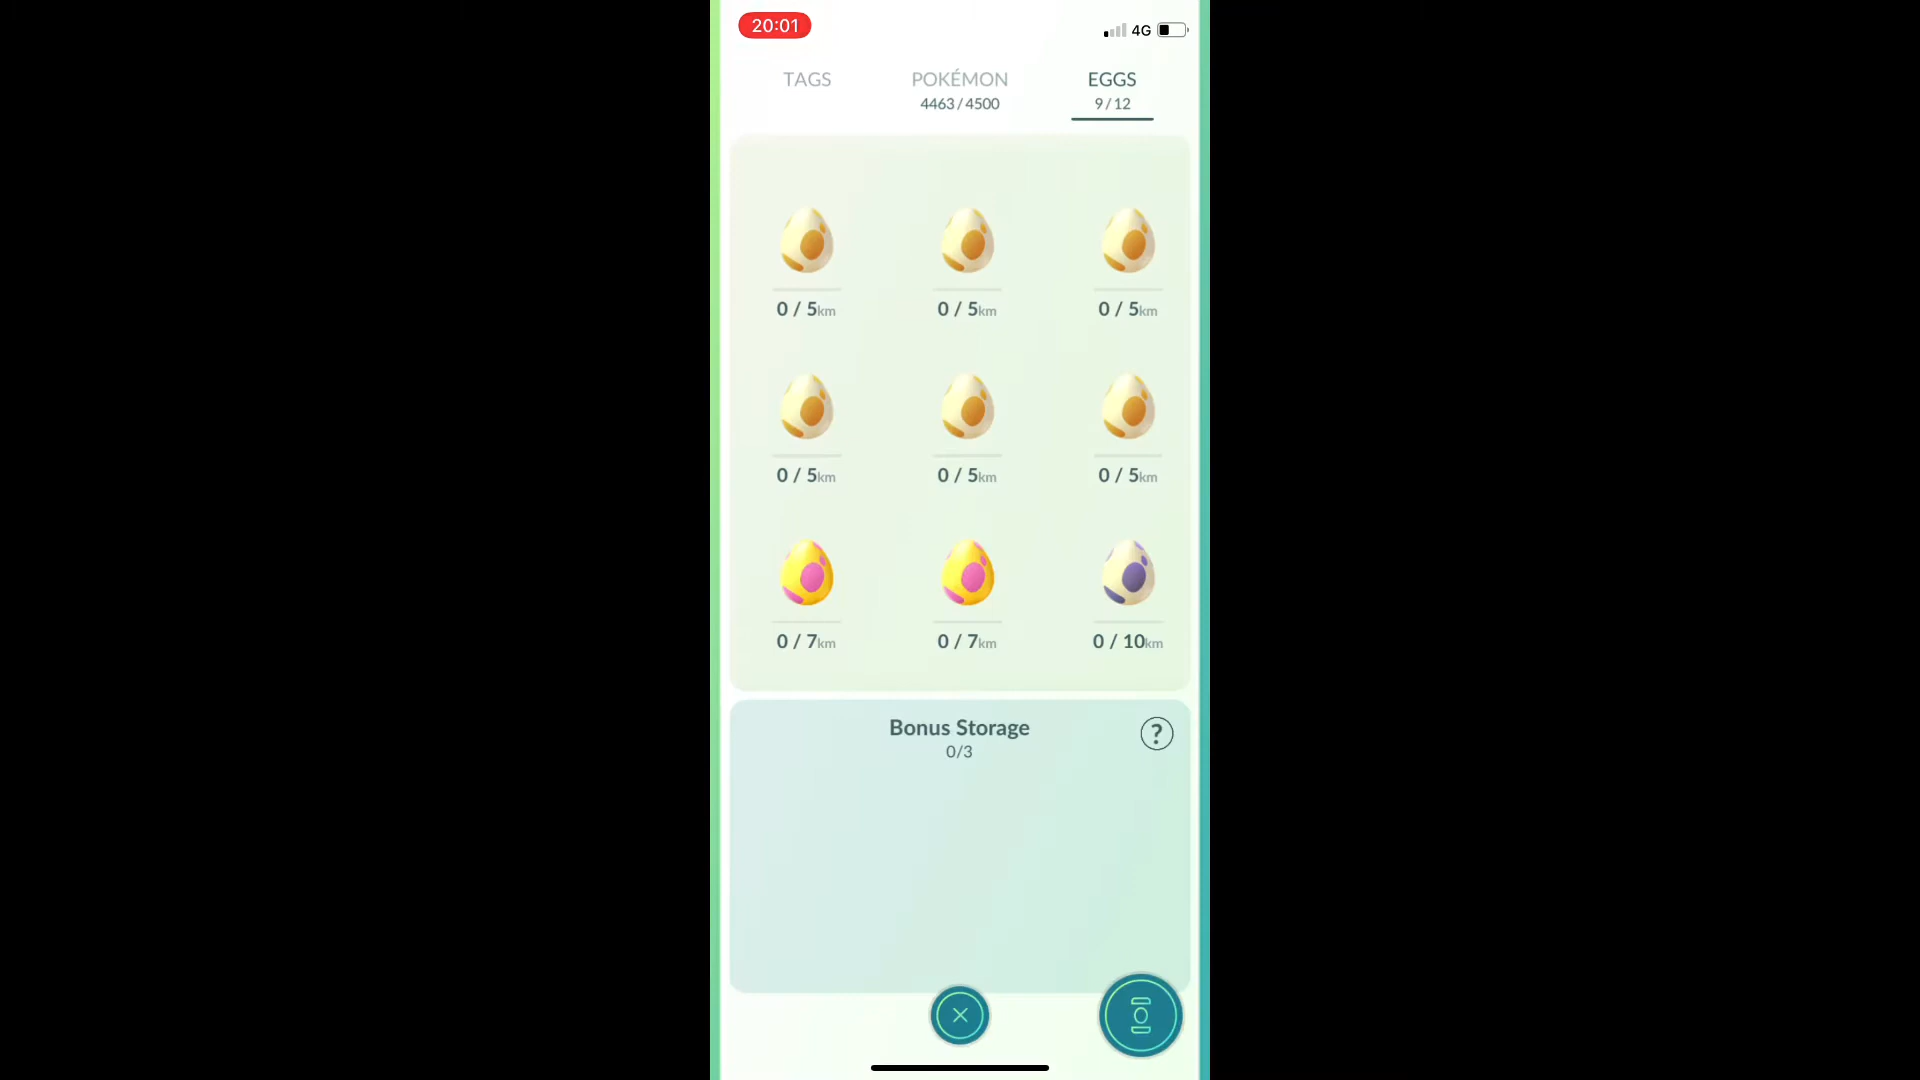 20:01
4G
TAGS
POKÉMON
4463/4500
EGGS
9/12
0 / 5km
0 / 5km
0 / 5km
0 / 5km
0 / 5km
0 / 5km
0 / 7km
0 / 7km
0 / 10km
Bonus Storage
0/3
?